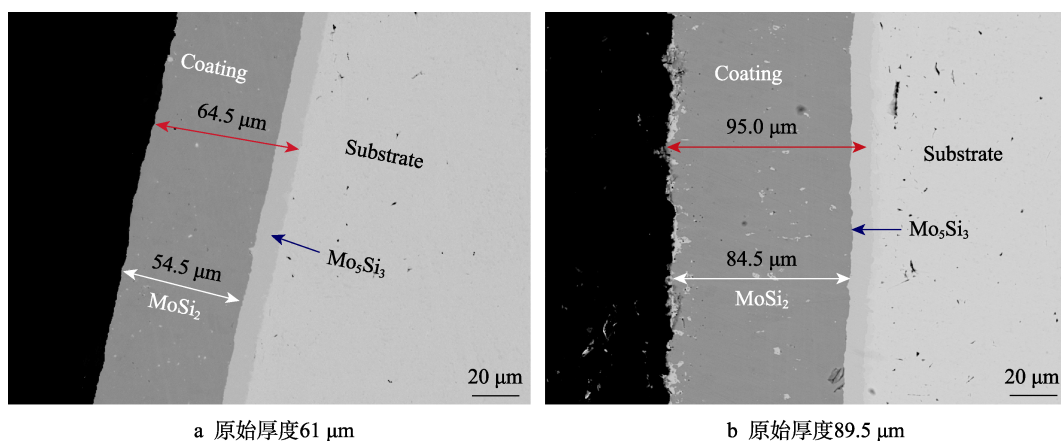 Coating
64.5 μm
Substrate
Mo₅Si₃
54.5 μm
MoSi₂
20 μm
a 原始厚度61 μm
Coating
95.0 μm
Substrate
Mo₅Si₃
84.5 μm
MoSi₂
20 μm
b 原始厚度89.5 μm